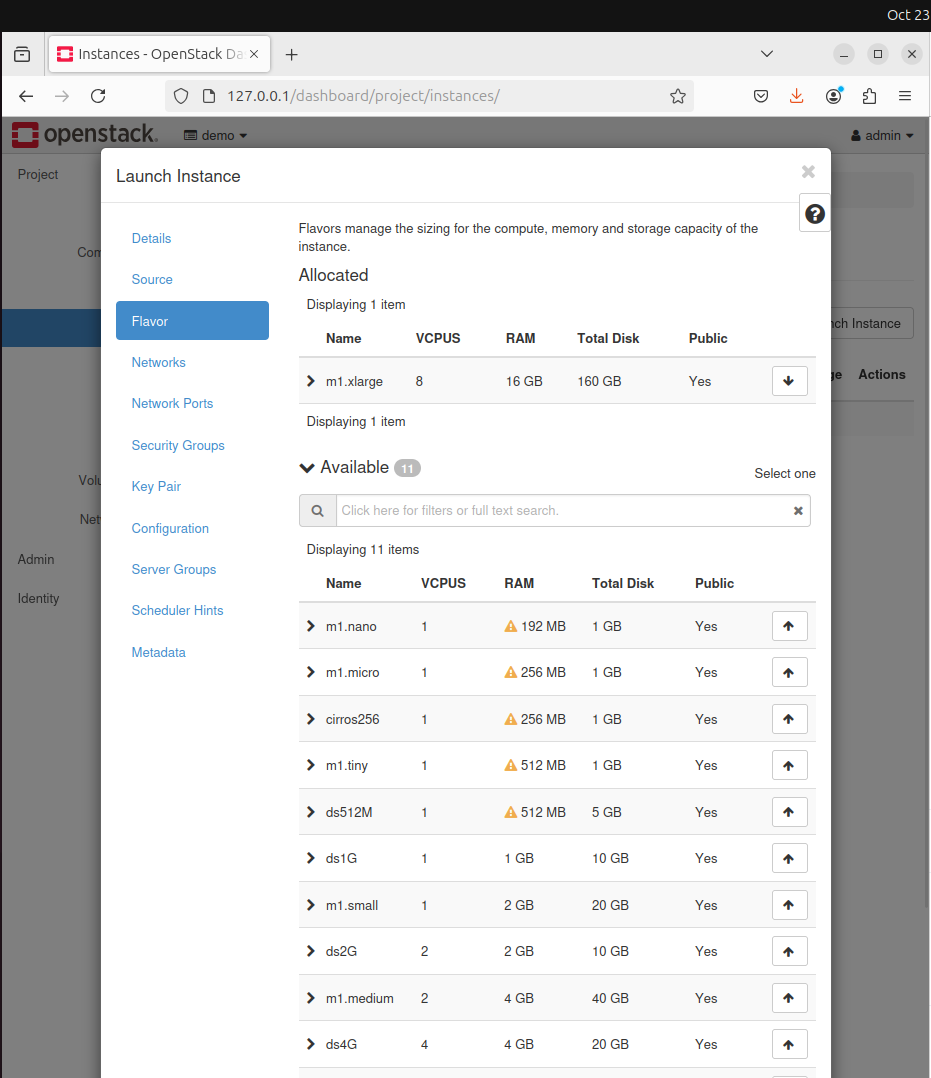 Oct 23
Instances - OpenStack Da
127.0.0.1/dashboard/project/instances/
openstack.
demo
admin
Project
Launch Instance
Flavors manage the sizing for the compute, memory and storage capacity of the
instance.
Details
Source
Flavor
Networks
Network Ports
Security Groups
Key Pair
Configuration
Server Groups
Scheduler Hints
Metadata
Admin
Identity
Allocated
Displaying 1 item
Name VCPUS RAM Total Disk Public
m1.xlarge 8 16 GB 160 GB Yes
Displaying 1 item
Available 11
Select one
Click here for filters or full text search.
Displaying 11 items
Name VCPUS RAM Total Disk Public
m1.nano 1 192 MB 1 GB Yes
m1.micro 1 256 MB 1 GB Yes
cirros256 1 256 MB 1 GB Yes
m1.tiny 1 512 MB 1 GB Yes
ds512M 1 512 MB 5 GB Yes
ds1G 1 1 GB 10 GB Yes
m1.small 1 2 GB 20 GB Yes
ds2G 2 2 GB 10 GB Yes
m1.medium 2 4 GB 40 GB Yes
ds4G 4 4 GB 20 GB Yes
Instance
Actions